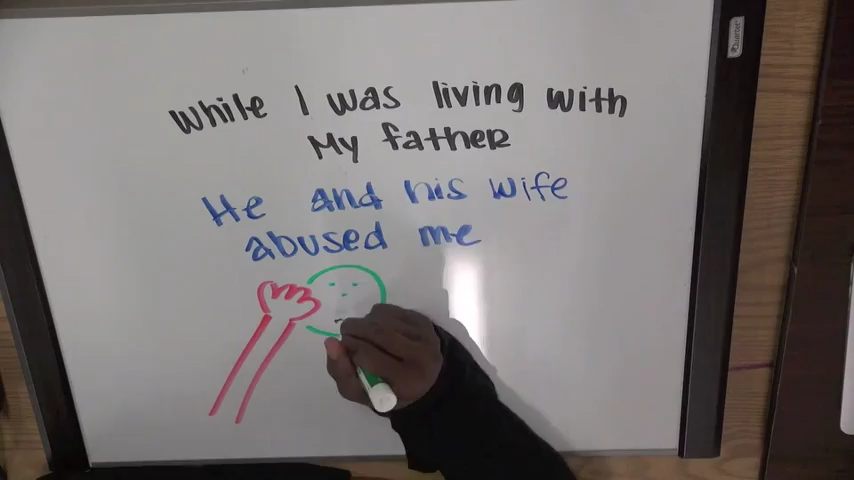 while I was living with
My father
He and his wife
abused me